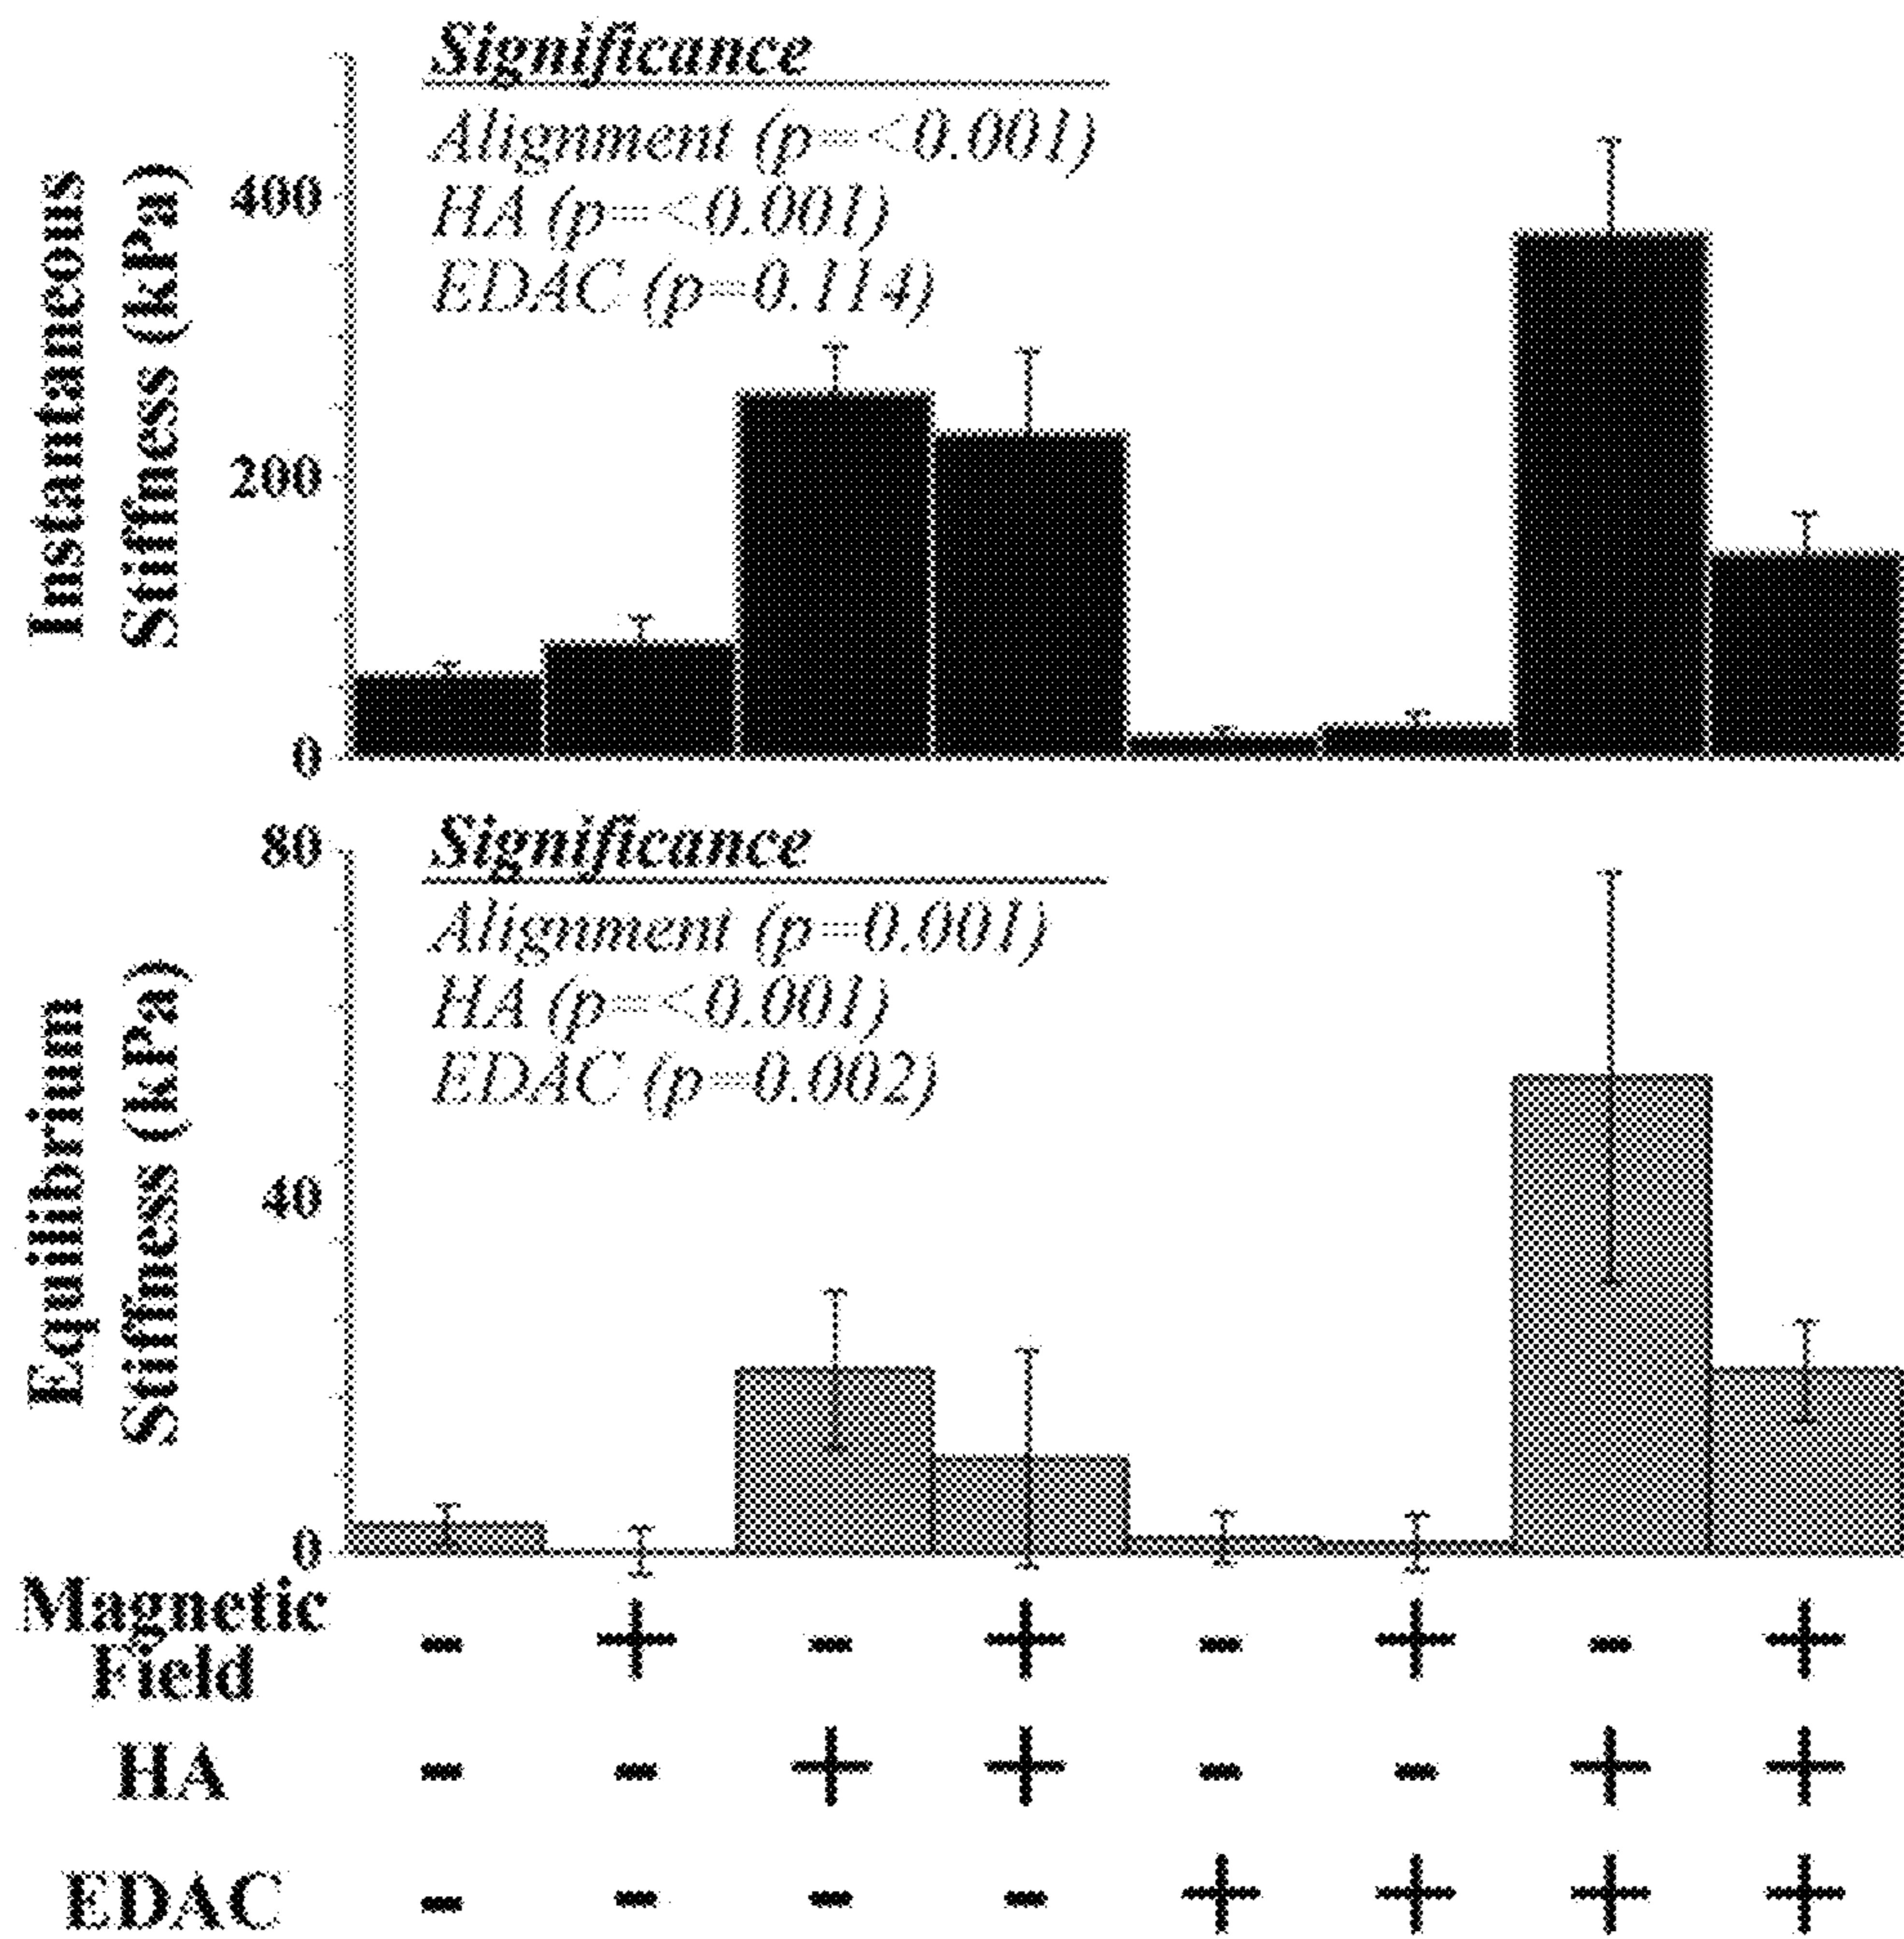 Instantaneous
Stiffness (kPa)
400
200
0
Significance
Alignment (p=<0.001)
HA (p=<0.001)
EDAC (p=0.114)
Equilibrium
Stiffness (kPa)
80
40
0
Significance
Alignment (p=0.001)
HA (p=<0.001)
EDAC (p=0.002)
Magnetic
Field - + - + - + - +
HA - - + + - - + +
EDAC - - - - + + + +